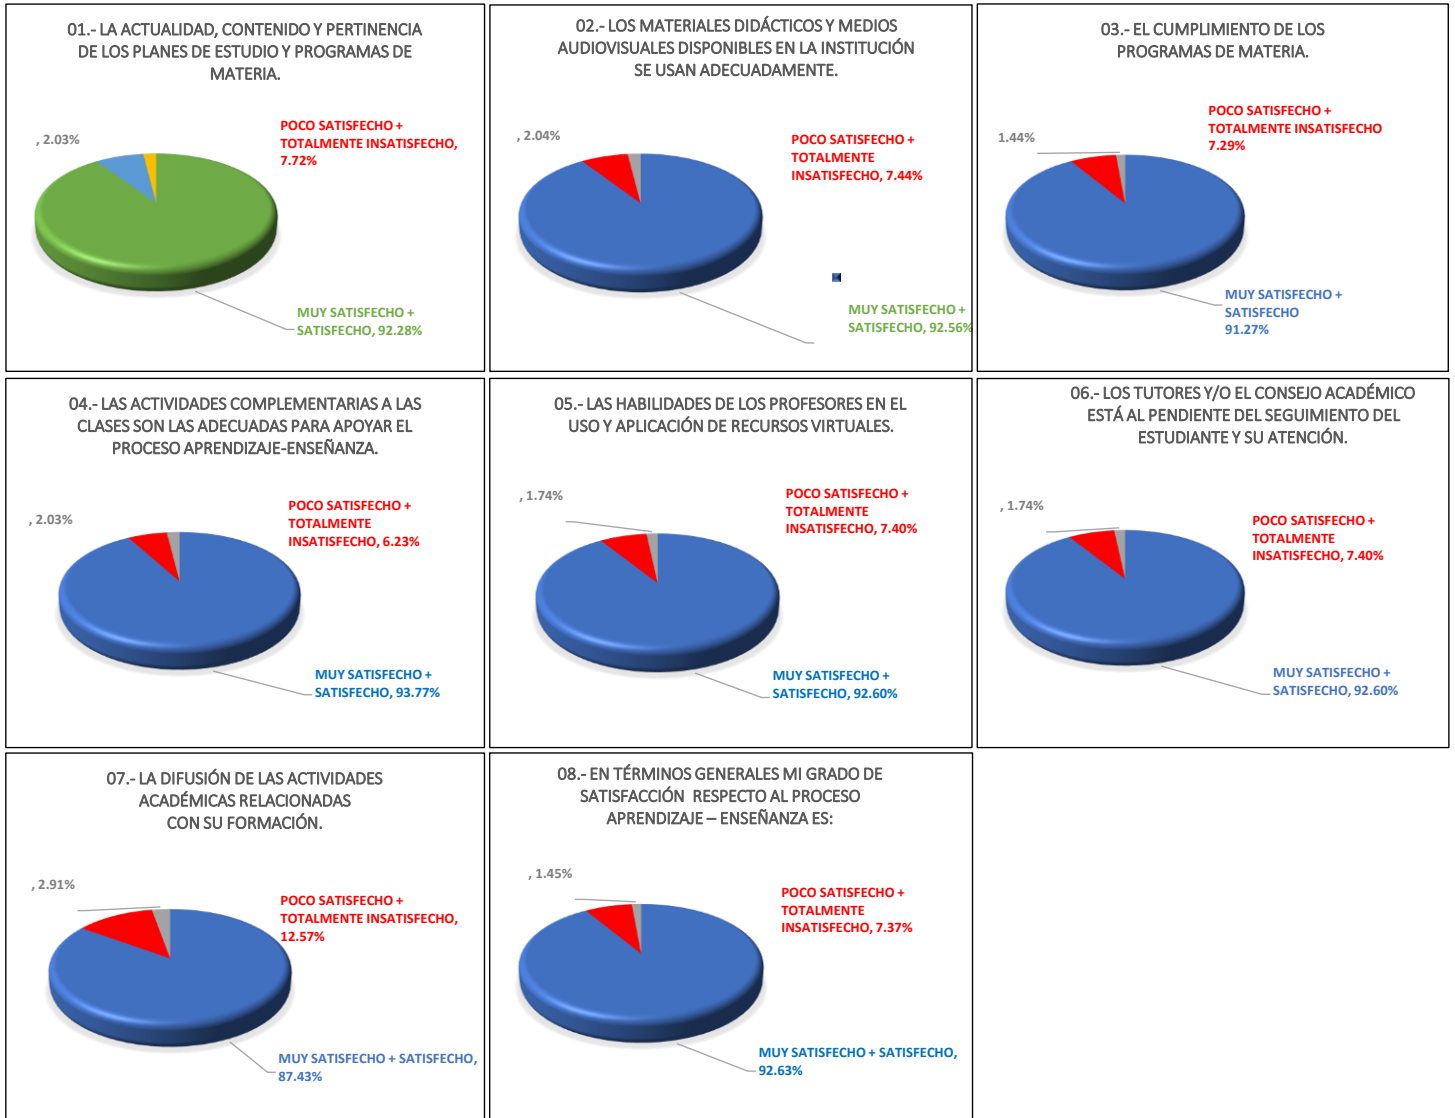 01.- LA ACTUALIDAD, CONTENIDO Y PERTINENCIA
DE LOS PLANES DE ESTUDIO Y PROGRAMAS DE
MATERIA.
, 2.03%
POCO SATISFECHO +
TOTALMENTE INSATISFECHO,
7.72%
MUY SATISFECHO +
SATISFECHO, 92.28%
02.- LOS MATERIALES DIDÁCTICOS Y MEDIOS
AUDIOVISUALES DISPONIBLES EN LA INSTITUCIÓN
SE USAN ADECUADAMENTE.
, 2.04%
POCO SATISFECHO +
TOTALMENTE
INSATISFECHO, 7.44%
MUY SATISFECHO +
SATISFECHO, 92.56%
03.- EL CUMPLIMIENTO DE LOS
PROGRAMAS DE MATERIA.
1.44%
POCO SATISFECHO +
TOTALMENTE INSATISFECHO
7.29%
MUY SATISFECHO +
SATISFECHO
91.27%
04.- LAS ACTIVIDADES COMPLEMENTARIAS A LAS
CLASES SON LAS ADECUADAS PARA APOYAR EL
PROCESO APRENDIZAJE-ENSEÑANZA.
, 2.03%
POCO SATISFECHO +
TOTALMENTE
INSATISFECHO, 6.23%
MUY SATISFECHO +
SATISFECHO, 93.77%
05.- LAS HABILIDADES DE LOS PROFESORES EN EL
USO Y APLICACIÓN DE RECURSOS VIRTUALES.
, 1.74%
POCO SATISFECHO +
TOTALMENTE
INSATISFECHO, 7.40%
MUY SATISFECHO +
SATISFECHO, 92.60%
06.- LOS TUTORES Y/O EL CONSEJO ACADÉMICO
ESTÁ AL PENDIENTE DEL SEGUIMIENTO DEL
ESTUDIANTE Y SU ATENCIÓN.
, 1.74%
POCO SATISFECHO +
TOTALMENTE
INSATISFECHO, 7.40%
MUY SATISFECHO +
SATISFECHO, 92.60%
07.- LA DIFUSIÓN DE LAS ACTIVIDADES
ACADÉMICAS RELACIONADAS
CON SU FORMACIÓN.
, 2.91%
POCO SATISFECHO +
TOTALMENTE INSATISFECHO,
12.57%
MUY SATISFECHO + SATISFECHO,
87.43%
08.- EN TÉRMINOS GENERALES MI GRADO DE
SATISFACCIÓN RESPECTO AL PROCESO
APRENDIZAJE – ENSEÑANZA ES:
, 1.45%
POCO SATISFECHO +
TOTALMENTE
INSATISFECHO, 7.37%
MUY SATISFECHO + SATISFECHO,
92.63%